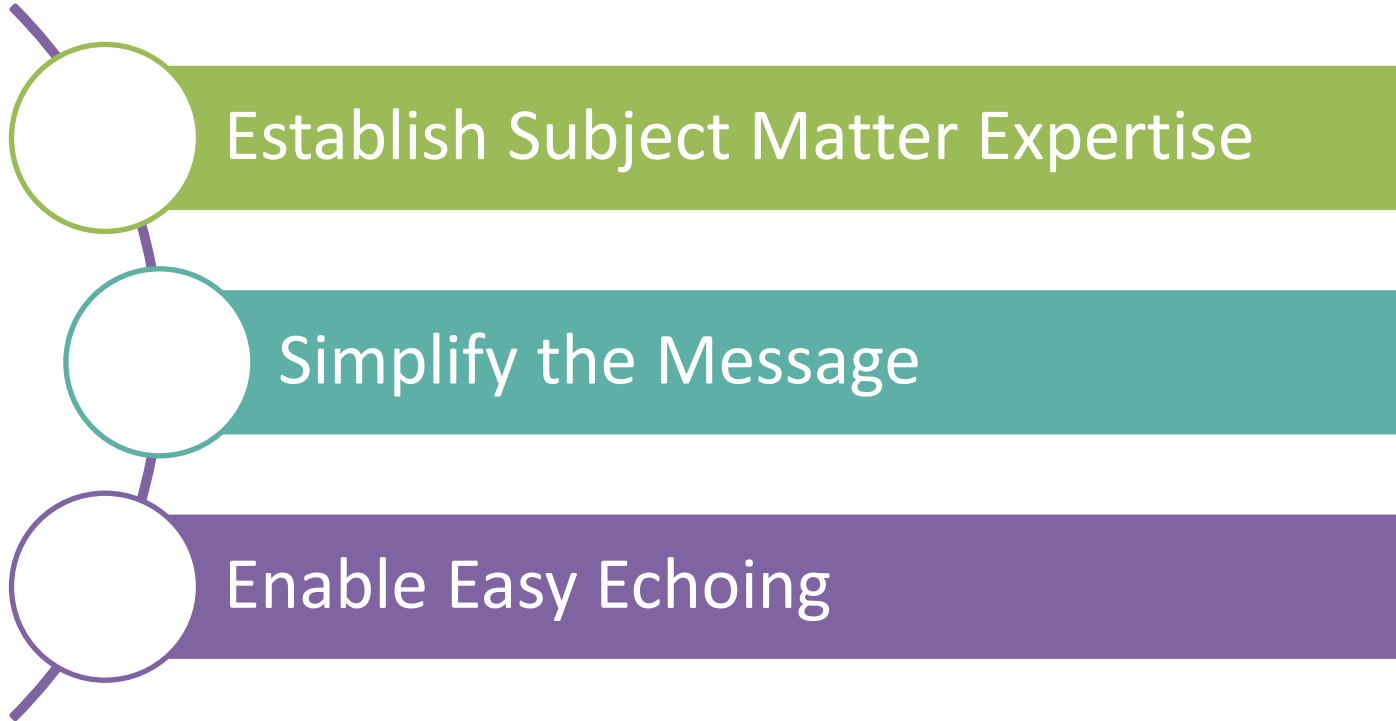 Establish Subject Matter Expertise
Simplify the Message
Enable Easy Echoing